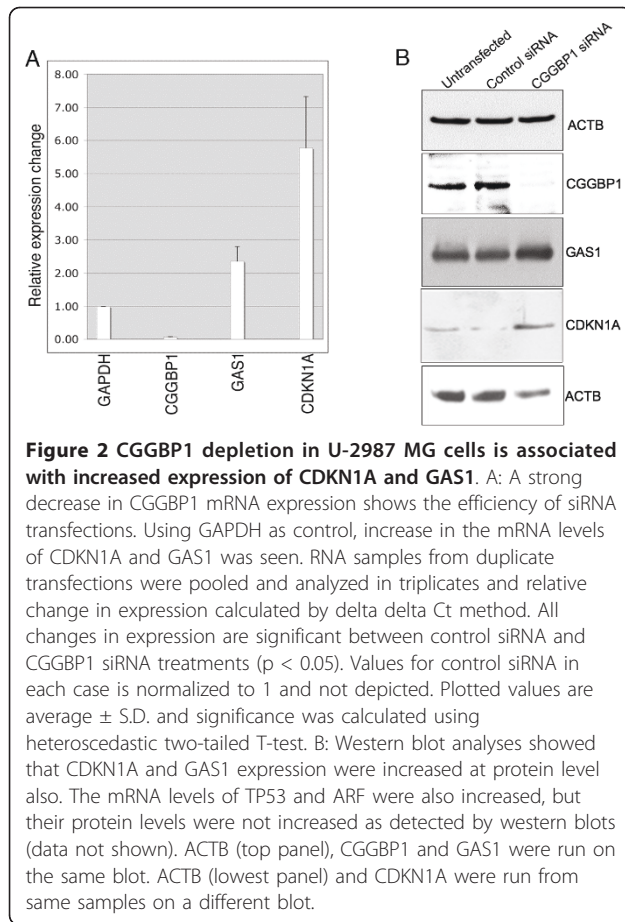 A
8.00
7.00
6.00
5.00
4.00
3.00
2.00
1.00
0.00
Relative expression change
GAPDH
CGGBP1
GAS1
CDKN1A
B
Untransfected
Control siRNA
CGGBP1 siRNA
ACTB
CGGBP1
GAS1
CDKN1A
ACTB
Figure 2 CGGBP1 depletion in U-2987 MG cells is associated
with increased expression of CDKN1A and GAS1. A: A strong
decrease in CGGBP1 mRNA expression shows the efficiency of siRNA
transfections. Using GAPDH as control, increase in the mRNA levels
of CDKN1A and GAS1 was seen. RNA samples from duplicate
transfections were pooled and analyzed in triplicates and relative
change in expression calculated by delta delta Ct method. All
changes in expression are significant between control siRNA and
CGGBP1 siRNA treatments (p < 0.05). Values for control siRNA in
each case is normalized to 1 and not depicted. Plotted values are
average ± S.D. and significance was calculated using
heteroscedastic two-tailed T-test. B: Western blot analyses showed
that CDKN1A and GAS1 expression were increased at protein level
also. The mRNA levels of TP53 and ARF were also increased, but
their protein levels were not increased as detected by western blots
(data not shown). ACTB (top panel), CGGBP1 and GAS1 were run on
the same blot. ACTB (lowest panel) and CDKN1A were run from
same samples on a different blot.